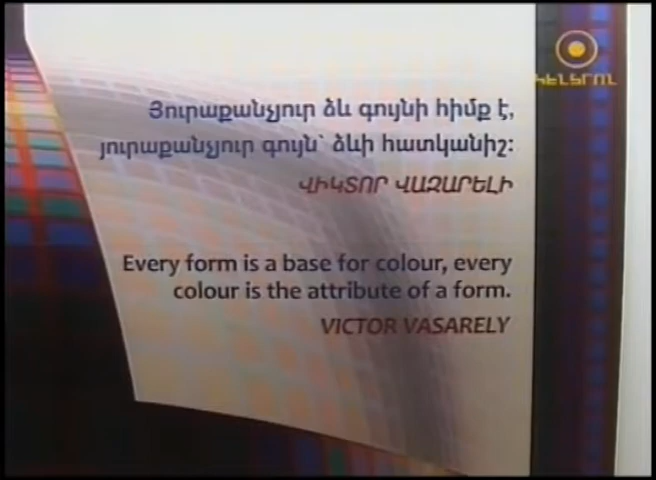 ԿԵՆՏՐՈՆ
Յուրաքանչյուր ձև գույնի հիմք է,
յուրաքանչյուր գույն՝ ձևի հատկանիշ:
ՎԻԿՏՈՐ ՎԱԶԱՐԵԼԻ
Every form is a base for colour, every
colour is the attribute of a form.
VICTOR VASARELY